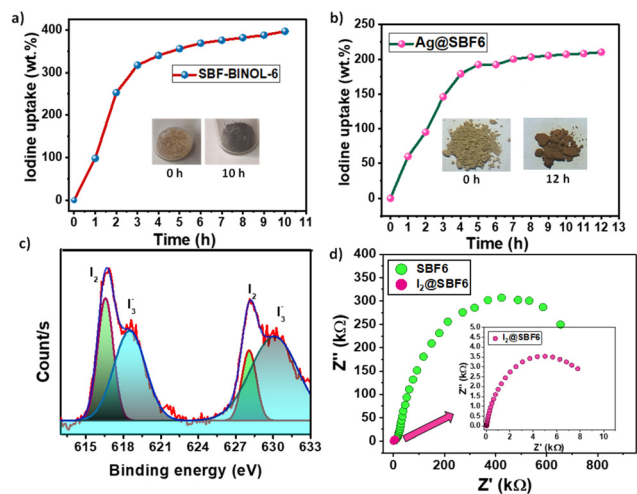 a)
Iodine uptake (wt.%)
400
300
200
100
0
SBF-BINOL-6
0 h
10 h
0 1 2 3 4 5 6 7 8 9 10 11
Time (h)
b)
Iodine uptake (wt.%)
250
200
150
100
50
0
Ag@SBF6
0 h
12 h
0 1 2 3 4 5 6 7 8 9 10 11 12 13
Time (h)
c)
Count/s
I2
I3-
I2
I3-
615 618 621 624 627 630 633
Binding energy (eV)
d)
Z'' (kΩ)
400
350
300
250
200
150
100
50
0
SBF6
I2@SBF6
I2@SBF6
Z'' (kΩ)
5.0
4.5
4.0
3.5
3.0
2.5
2.0
1.5
1.0
0.5
0.0
0 2 4 6 8 10
Z' (kΩ)
0 200 400 600 800
Z' (kΩ)